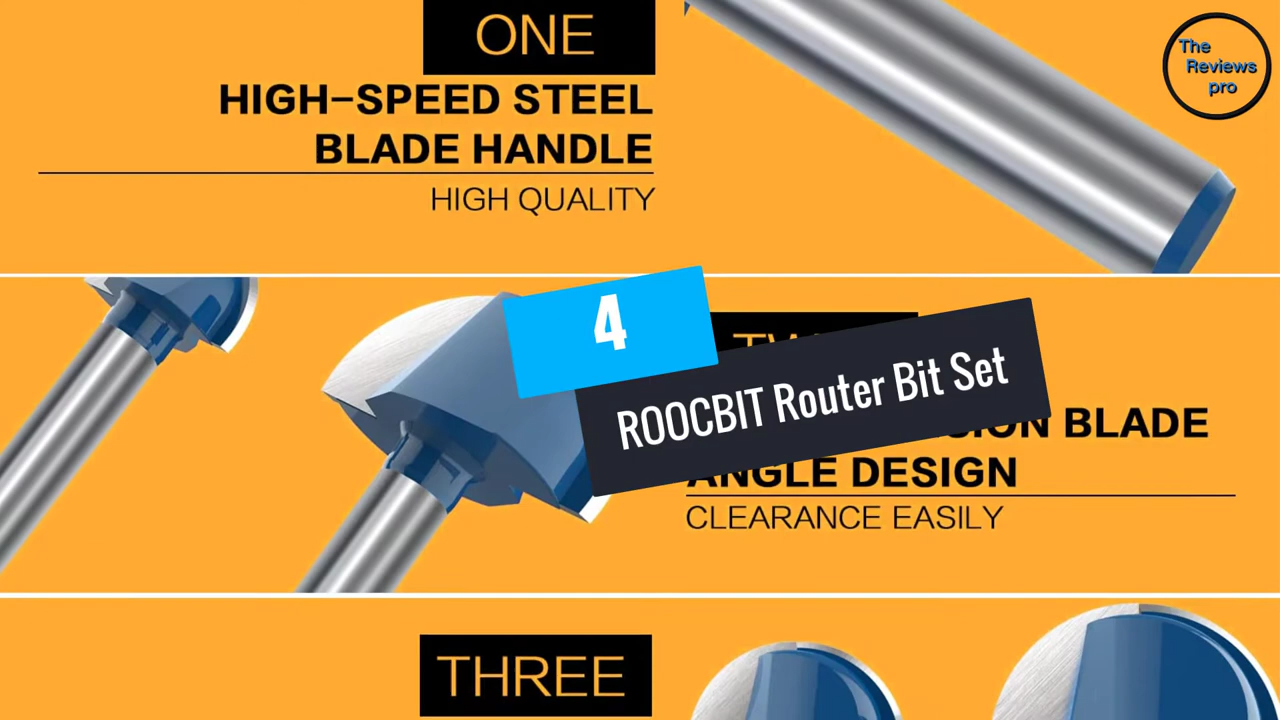 ONE
HIGH-SPEED STEEL
BLADE HANDLE
HIGH QUALITY
The
Reviews
pro
4
ROOCBIT Router Bit Set
BLADE
ANGLE DESIGN
CLEARANCE EASILY
THREE